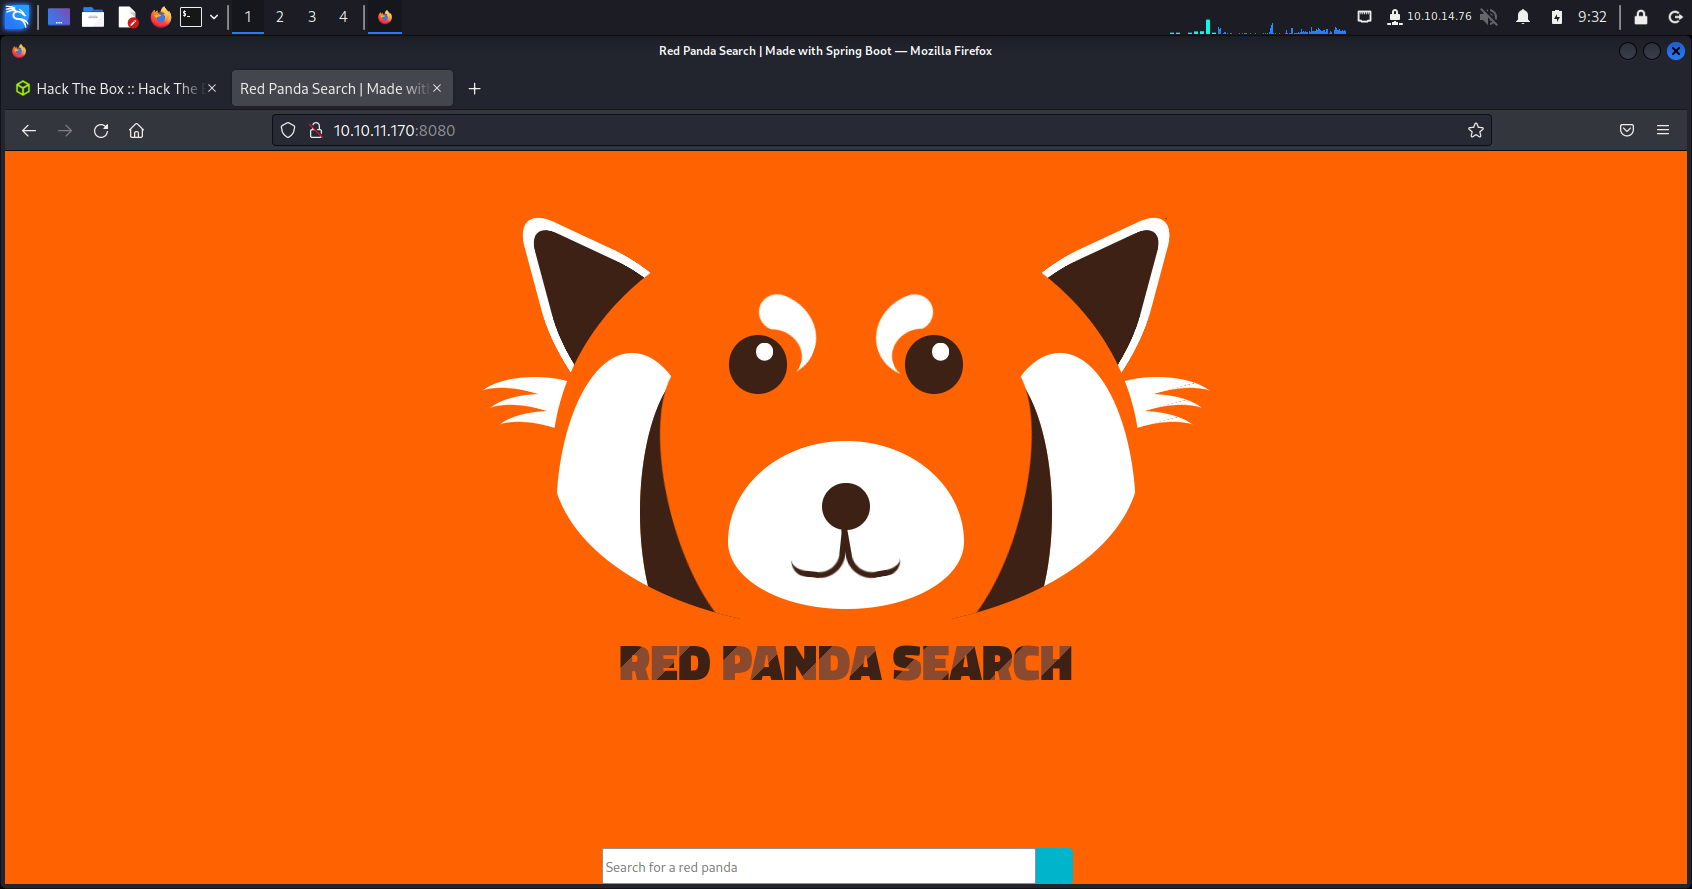 1 2 3 4 10.10.14.76 9:32
Red Panda Search | Made with Spring Boot — Mozilla Firefox
Hack The Box :: Hack The Red Panda Search | Made with
10.10.11.170:8080
RED PANDA SEARCH
Search for a red panda